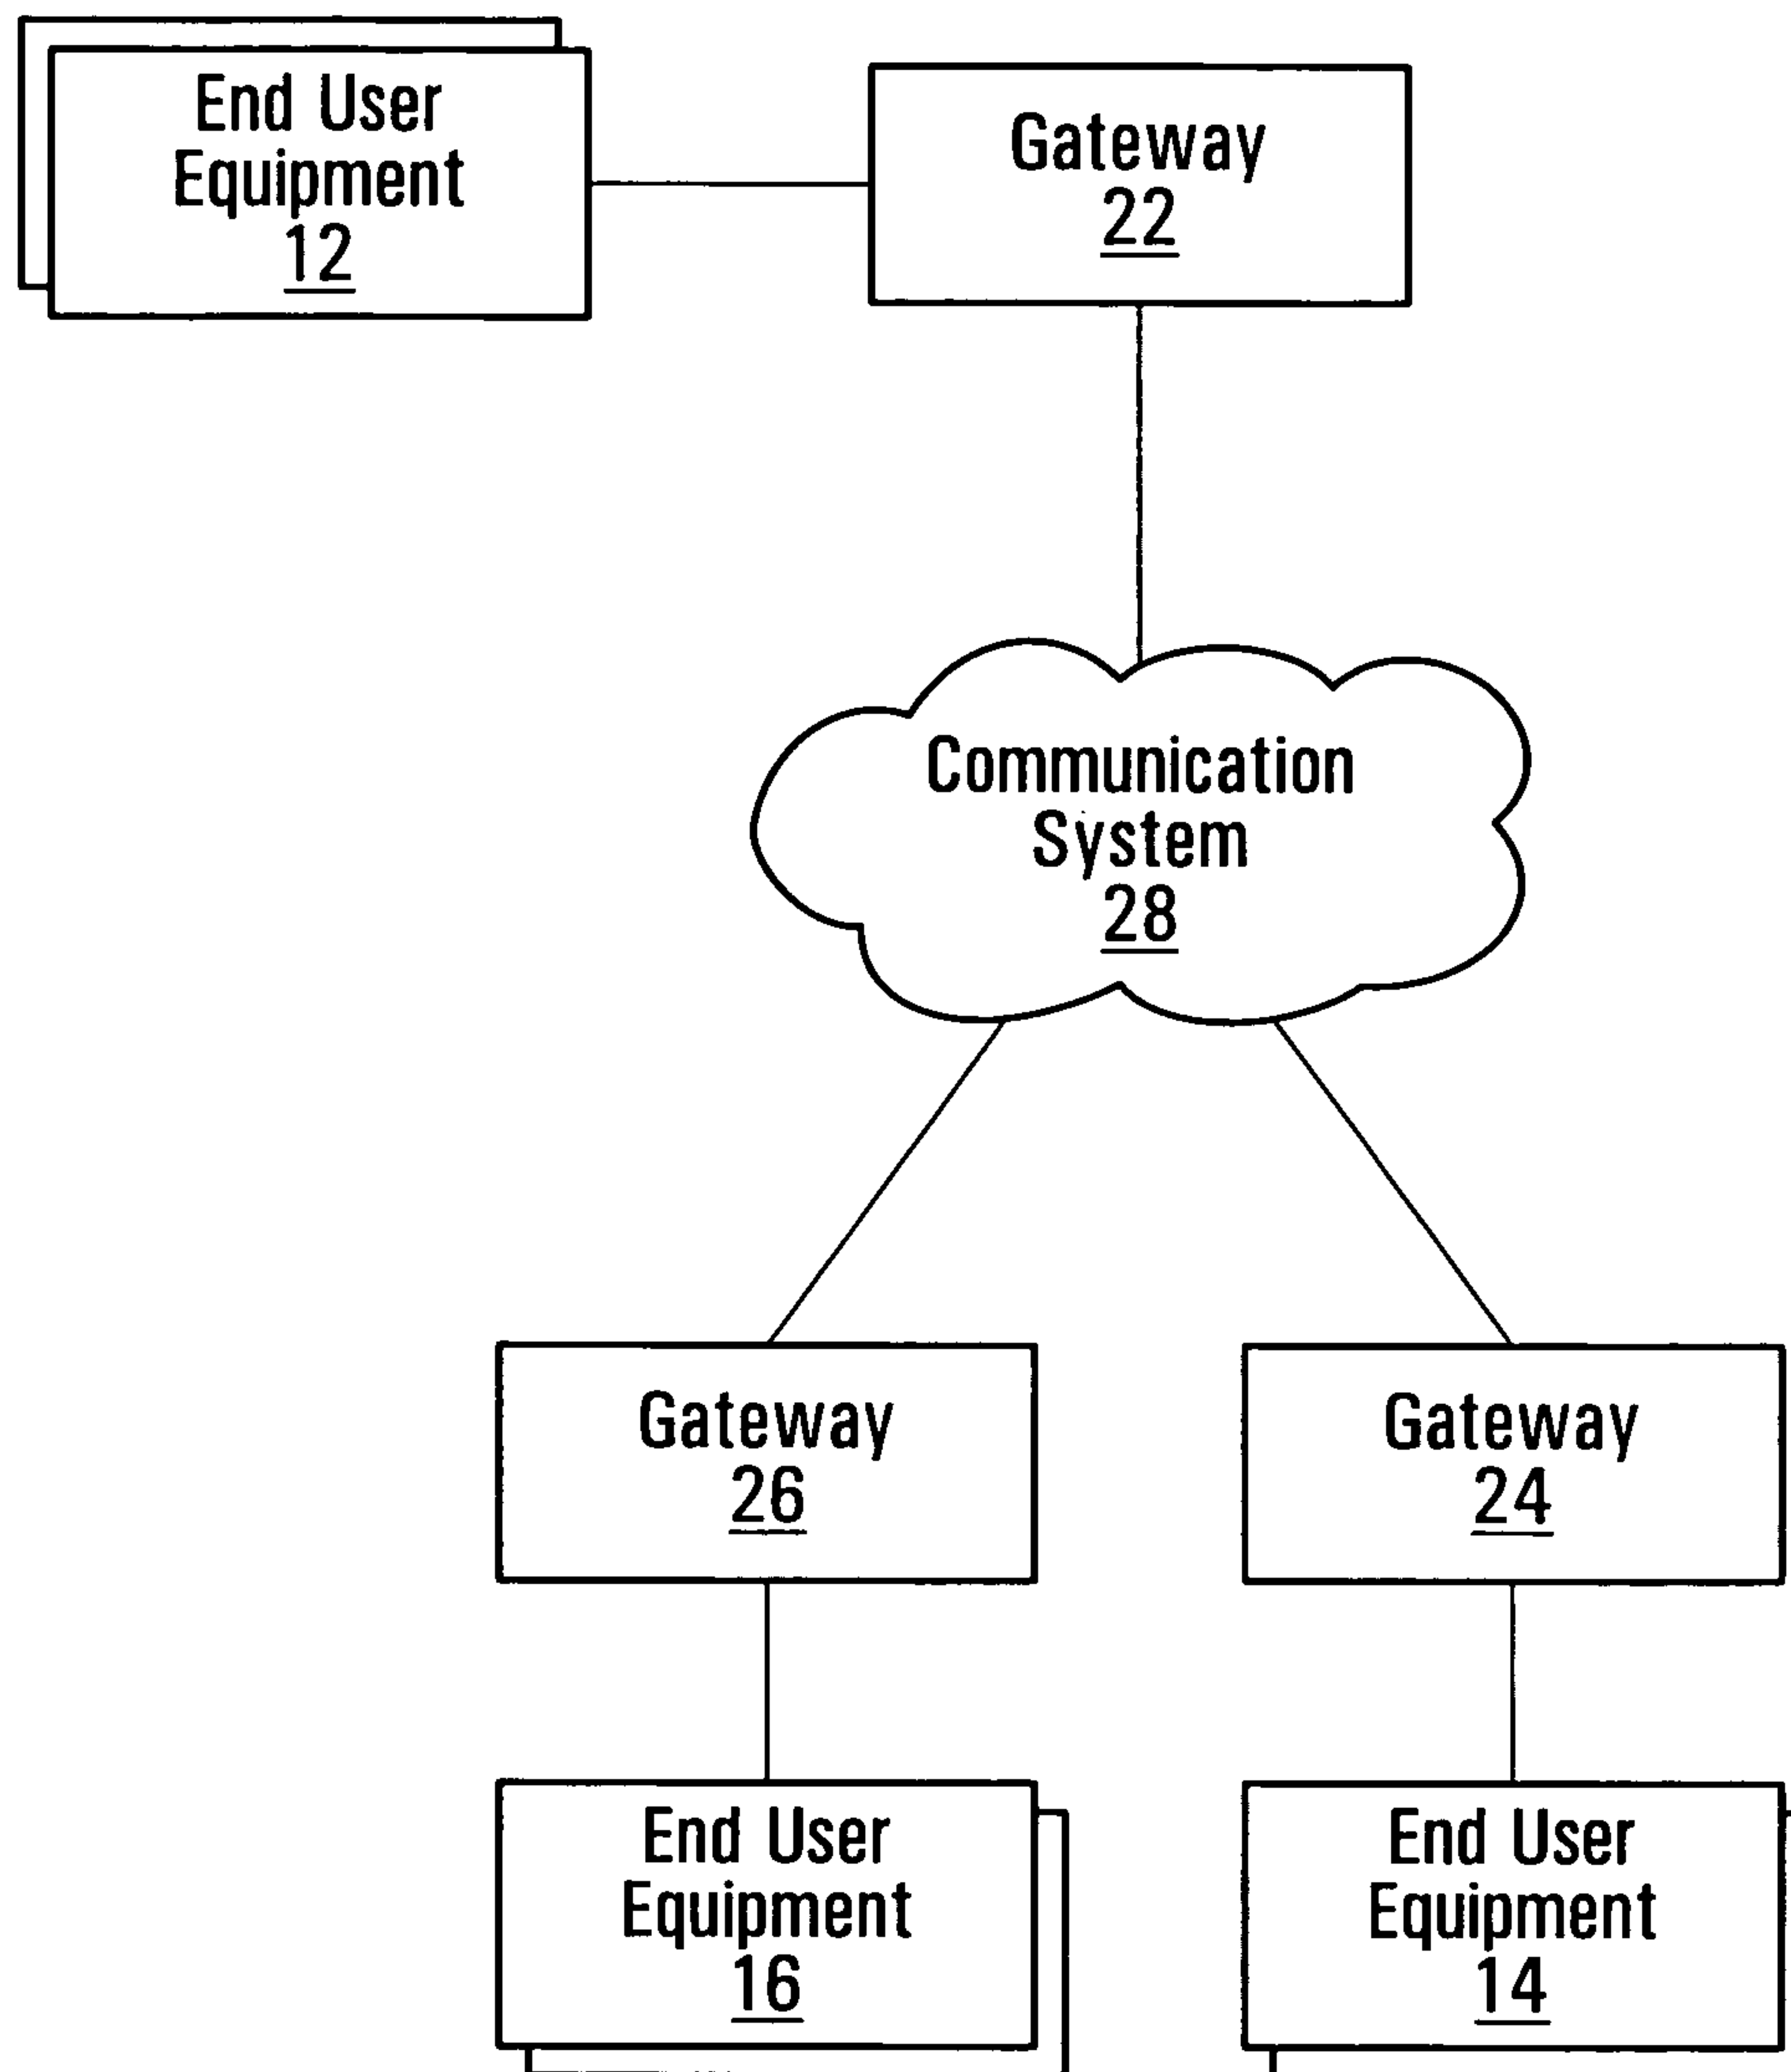 End User
Equipment
12
Gateway
22
Communication
System
28
Gateway
26
Gateway
24
End User
Equipment
16
End User
Equipment
14